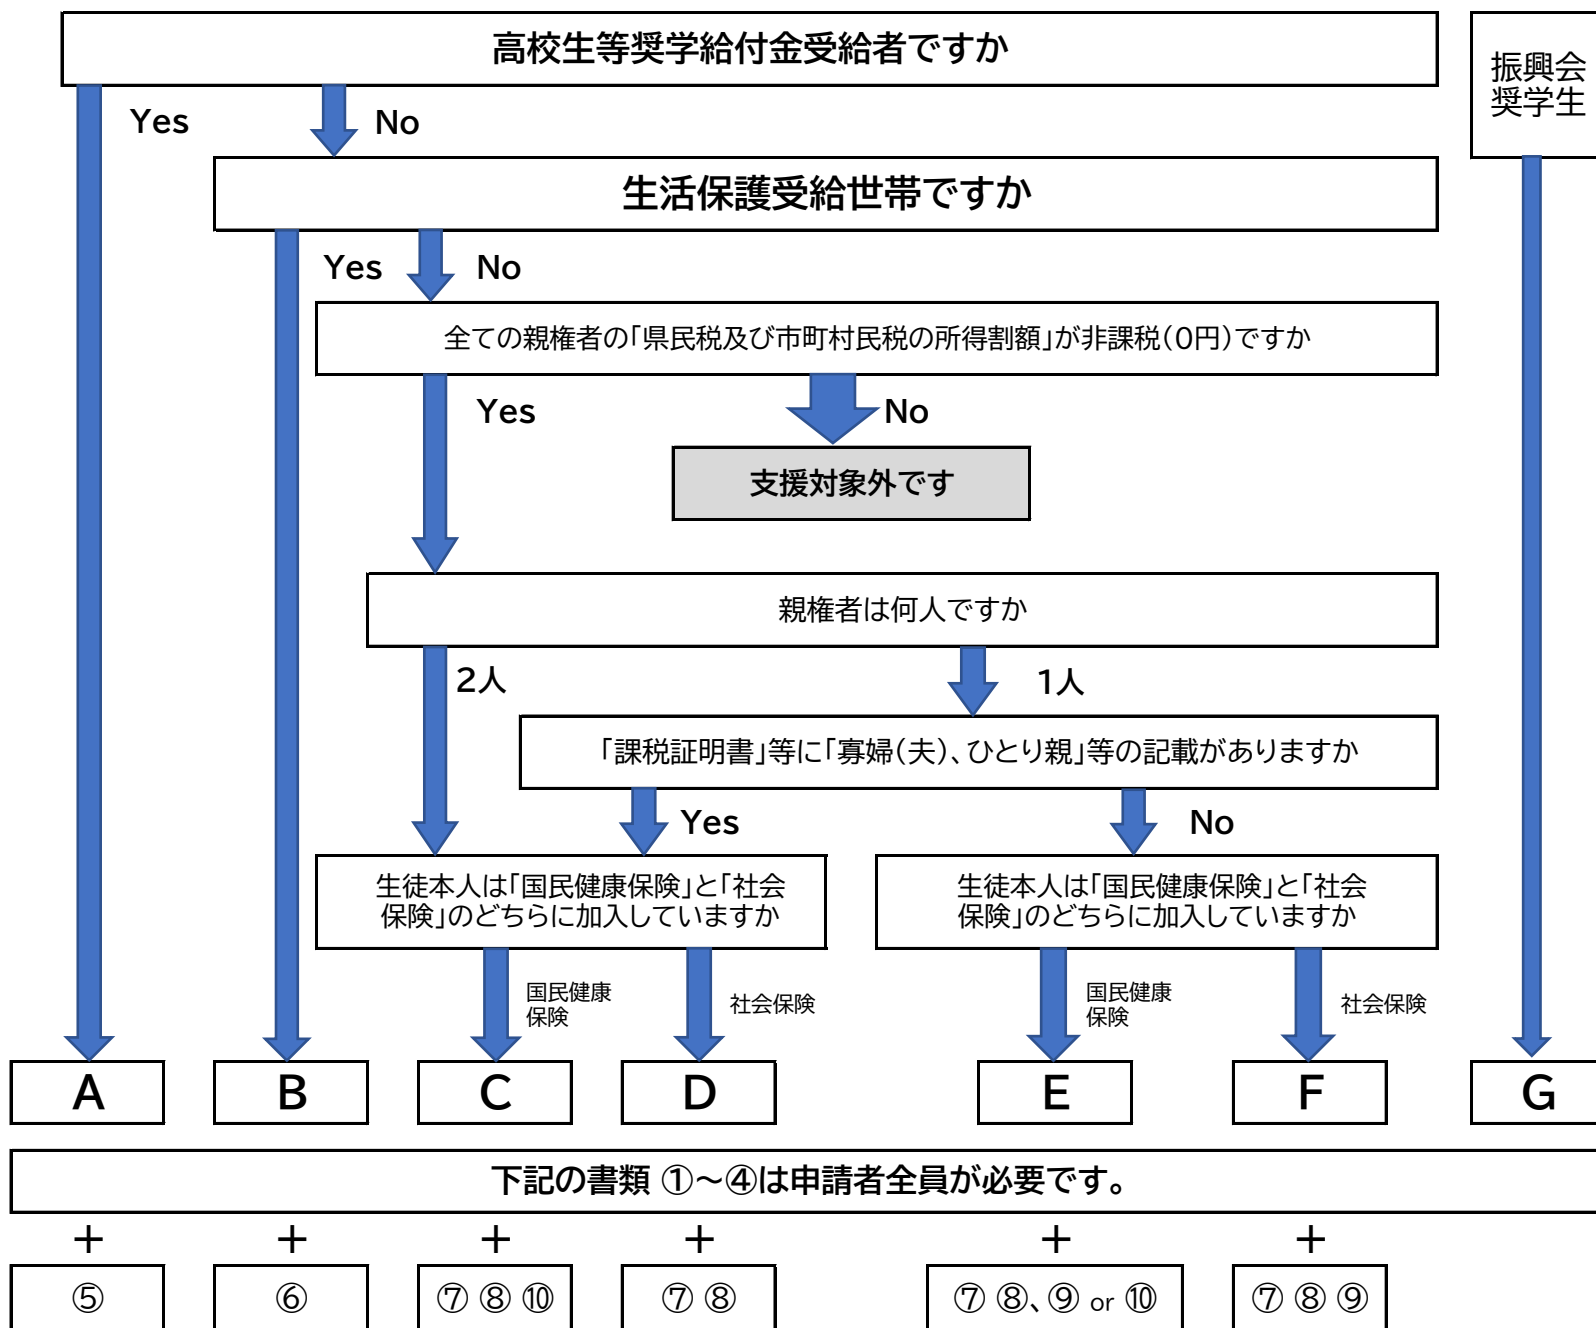 高校生等奨学給付金受給者ですか
振興会
奨学生
Yes
No
生活保護受給世帯ですか
Yes
No
全ての親権者の「県民税及び市町村民税の所得割額」が非課税(0円)ですか
Yes
No
支援対象外です
親権者は何人ですか
2人
1人
「課税証明書」等に「寡婦(夫)、ひとり親」等の記載がありますか
Yes
No
生徒本人は「国民健康保険」と「社会
保険」のどちらに加入していますか
生徒本人は「国民健康保険」と「社会
保険」のどちらに加入していますか
国民健康
保険
社会保険
国民健康
保険
社会保険
A
B
C
D
E
F
G
下記の書類 ①~④は申請者全員が必要です。
+
+
+
+
+
+
⑤
⑥
⑦ ⑧ ⑩
⑦ ⑧
⑦ ⑧、⑨ or ⑩
⑦ ⑧ ⑨